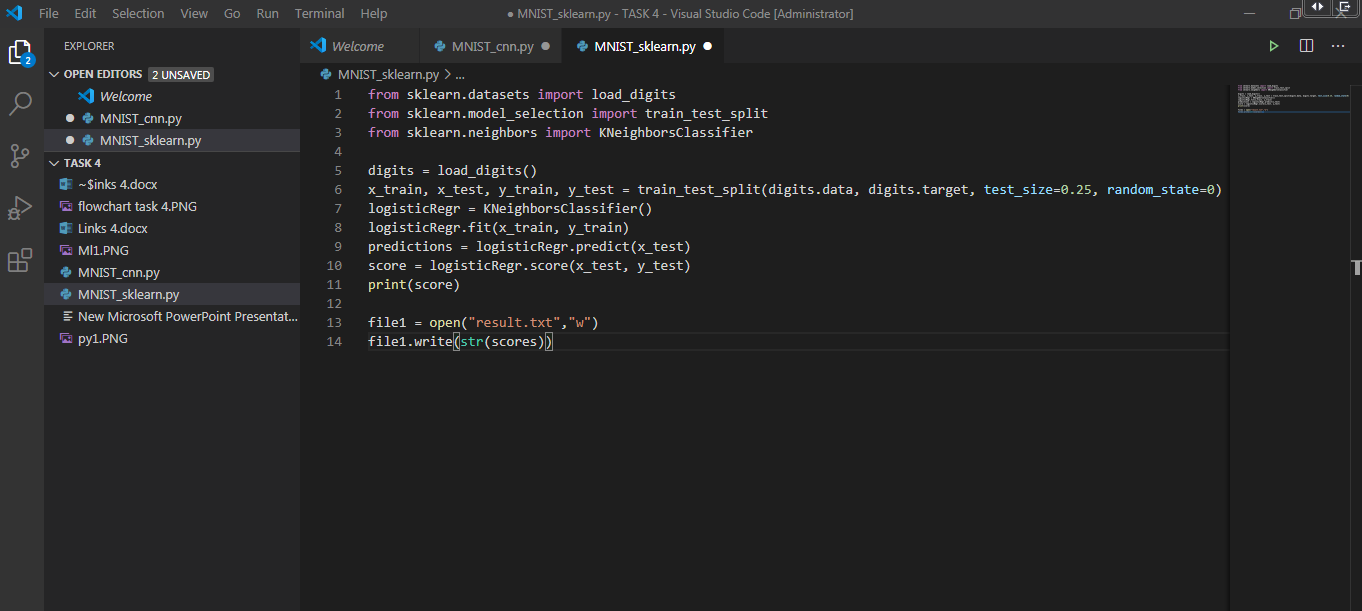 File Edit Selection View Go Run Terminal Help
● MNIST_sklearn.py - TASK 4 - Visual Studio Code [Administrator]
2
EXPLORER
OPEN EDITORS 2 UNSAVED
Welcome
MNIST_cnn.py
MNIST_sklearn.py
TASK 4
~$inks 4.docx
flowchart task 4.PNG
Links 4.docx
Ml1.PNG
MNIST_cnn.py
MNIST_sklearn.py
New Microsoft PowerPoint Presentat...
py1.PNG
Welcome MNIST_cnn.py ● MNIST_sklearn.py ●
MNIST_sklearn.py > ...
1 from sklearn.datasets import load_digits
2 from sklearn.model_selection import train_test_split
3 from sklearn.neighbors import KNeighborsClassifier
4
5 digits = load_digits()
6 x_train, x_test, y_train, y_test = train_test_split(digits.data, digits.target, test_size=0.25, random_state=0)
7 logisticRegr = KNeighborsClassifier()
8 logisticRegr.fit(x_train, y_train)
9 predictions = logisticRegr.predict(x_test)
10 score = logisticRegr.score(x_test, y_test)
11 print(score)
12
13 file1 = open("result.txt","w")
14 file1.write(str(scores))